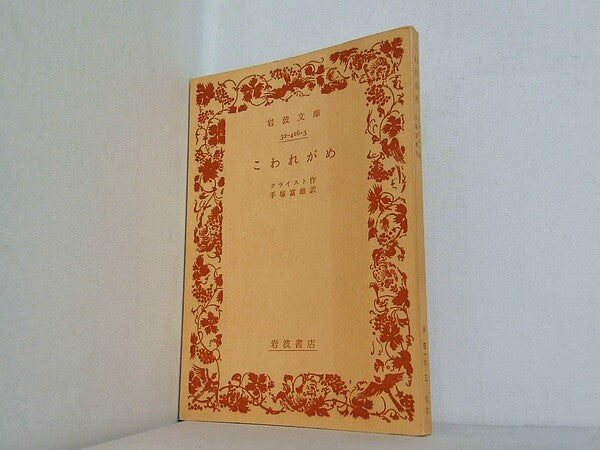 岩波文庫
32-416-3
こわれがめ
クライスト作
手塚富雄訳
岩波書店